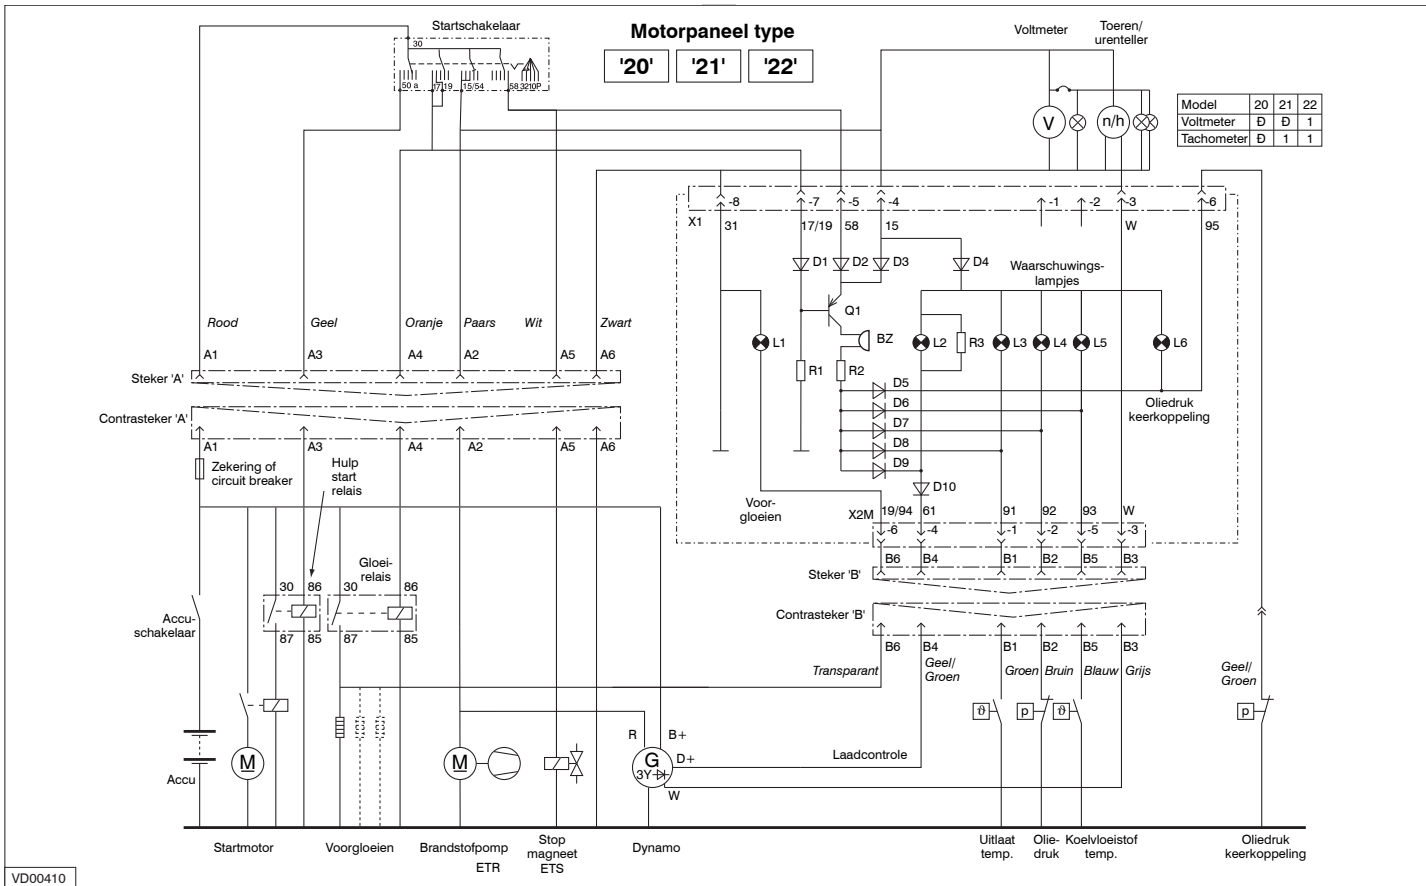 Startschakelaar
Motorpaneel type
'20' '21' '22'
Voltmeter
Toeren/
urenteller
30
50 a 17 19 15/54 58 3210P
V n/h
Model 20 21 22
Voltmeter Ð Ð 1
Tachometer Ð 1 1
-8 -7 -5 -4 -1 -2 -3 -6
X1 31 17/19 58 15 W 95
D1 D2 D3 D4
Waarschuwings-
lampjes
Q1
BZ
L1 L2 R3 L3 L4 L5 L6
R1 R2
D5
D6
D7
D8
D9
D10
Oliedruk
keerkoppeling
Rood Geel Oranje Paars Wit Zwart
A1 A3 A4 A2 A5 A6
Steker 'A'
Contrasteker 'A'
A1 A3 A4 A2 A5 A6
Zekering of
circuit breaker
Hulp
start
relais
Voor-
gloeien
X2M 19/94 61 91 92 93 W
-6 -4 -1 -2 -5 -3
B6 B4 B1 B2 B5 B3
Steker 'B'
Contrasteker 'B'
B6 B4 B1 B2 B5 B3
Gloei-
relais
30 86 30 86
87 85 87 85
Accu-
schakelaar
Transparant
Geel/
Groen
Groen Bruin Blauw Grijs
Geel/
Groen
ϑ p ϑ p
R B+
D+
G
3Y
W
Laadcontrole
M M
Accu
Startmotor
Voorgloeien
Brandstofpomp
ETR
Stop
magneet
ETS
Dynamo
Uitlaat
temp.
Olie-
druk
Koelvloeistof
temp.
Oliedruk
keerkoppeling
VD00410